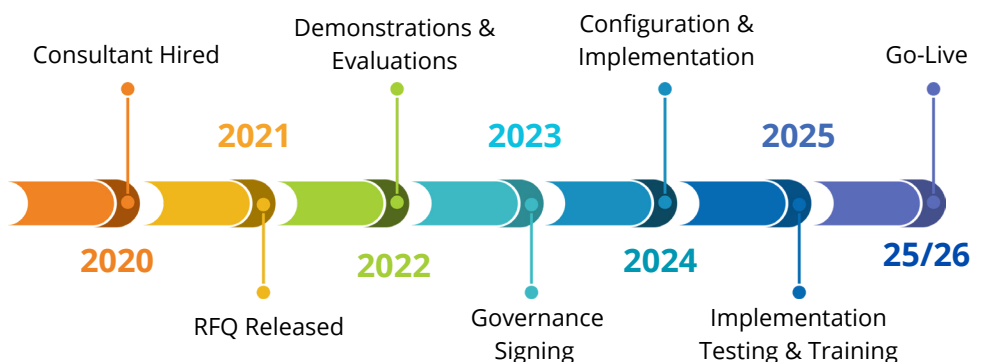 Consultant Hired
2020
2021
RFQ Released
Demonstrations &
Evaluations
2022
2023
Governance
Signing
Configuration &
Implementation
2024
2025
Implementation
Testing & Training
Go-Live
25/26